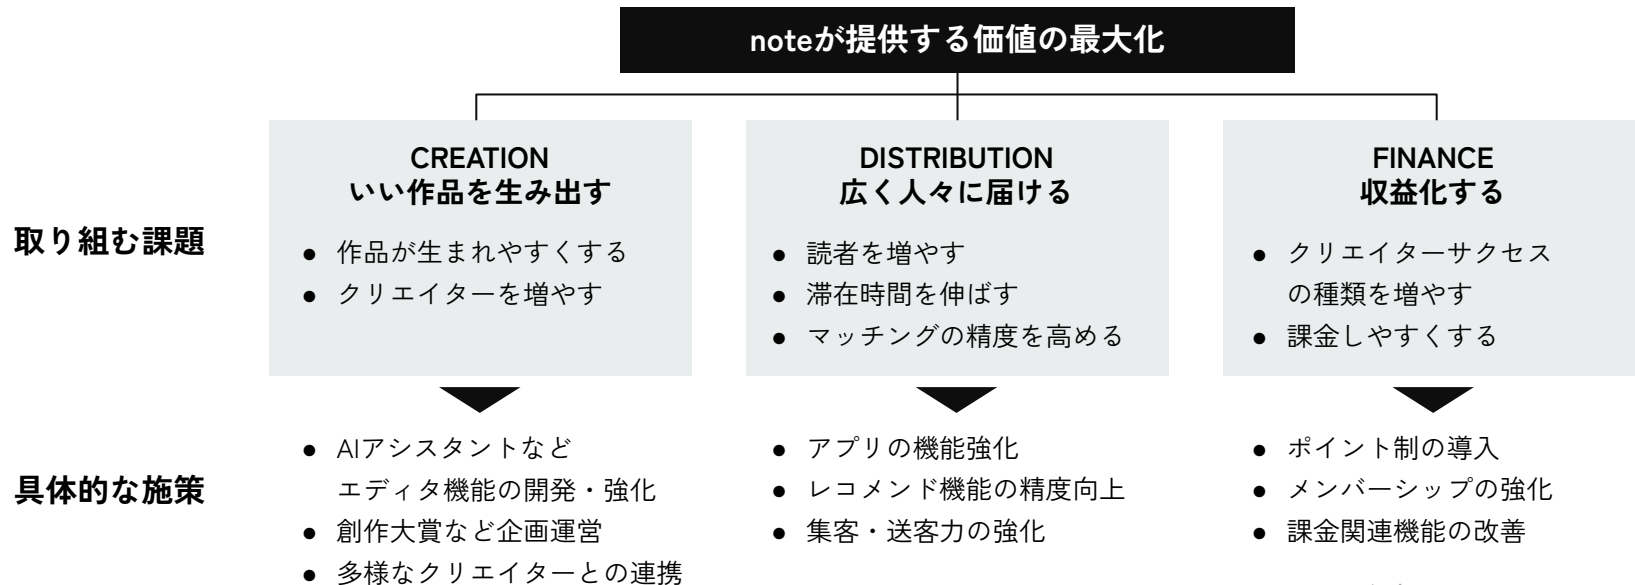 noteが提供する価値の最大化
取り組む課題
CREATION
いい作品を生み出す
● 作品が生まれやすくする
● クリエイターを増やす
DISTRIBUTION
広く人々に届ける
● 読者を増やす
● 滞在時間を伸ばす
● マッチングの精度を高める
FINANCE
収益化する
● クリエイターサクセス
の種類を増やす
● 課金しやすくする
具体的な施策
● AIアシスタントなど
エディタ機能の開発・強化
● 創作大賞など企画運営
● 多様なクリエイターとの連携
● アプリの機能強化
● レコメンド機能の精度向上
● 集客・送客力の強化
● ポイント制の導入
● メンバーシップの強化
● 課金関連機能の改善